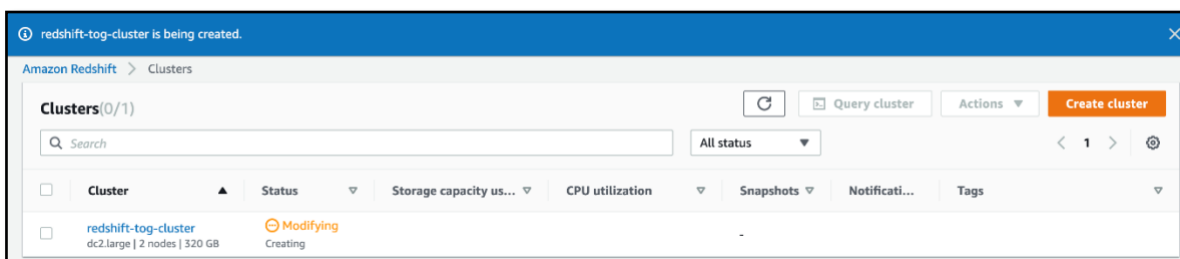 redshift-tog-cluster is being created.
Amazon Redshift > Clusters
Clusters(0/1) Query cluster Actions Create cluster
Search All status < 1 >
Cluster Status Storage capacity us... CPU utilization Snapshots Notificati... Tags
redshift-tog-cluster Modifying
dc2.large | 2 nodes | 320 GB Creating -